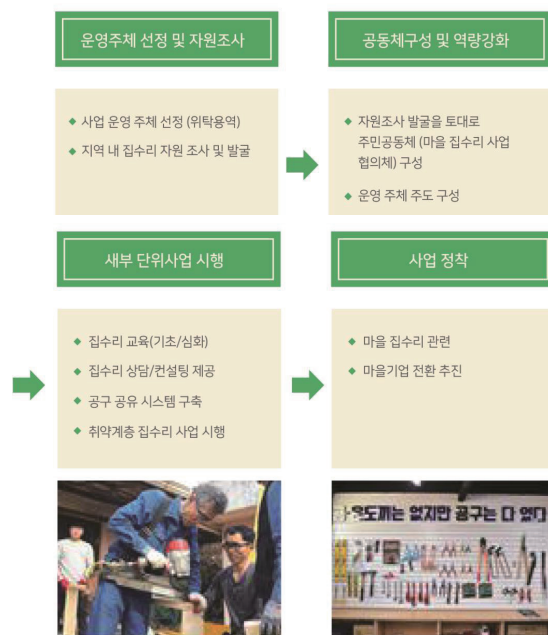 운영주체 선정 및 자원조사
공동체구성 및 역량강화
사업 운영 주체 선정 (위탁용역)
지역 내 집수리 자원 조사 및 발굴
자원조사 발굴을 토대로
주민공동체 (마을 집수리 사업
협의체) 구성
운영 주체 주도 구성
새부 단위사업 시행
사업 정착
집수리 교육(기초/심화)
집수리 상담/컨설팅 제공
공구 공유 시스템 구축
취약계층 집수리 사업 시행
마을 집수리 관련
마을기업 전환 추진
도끼는 없지만 공구는 다 있다